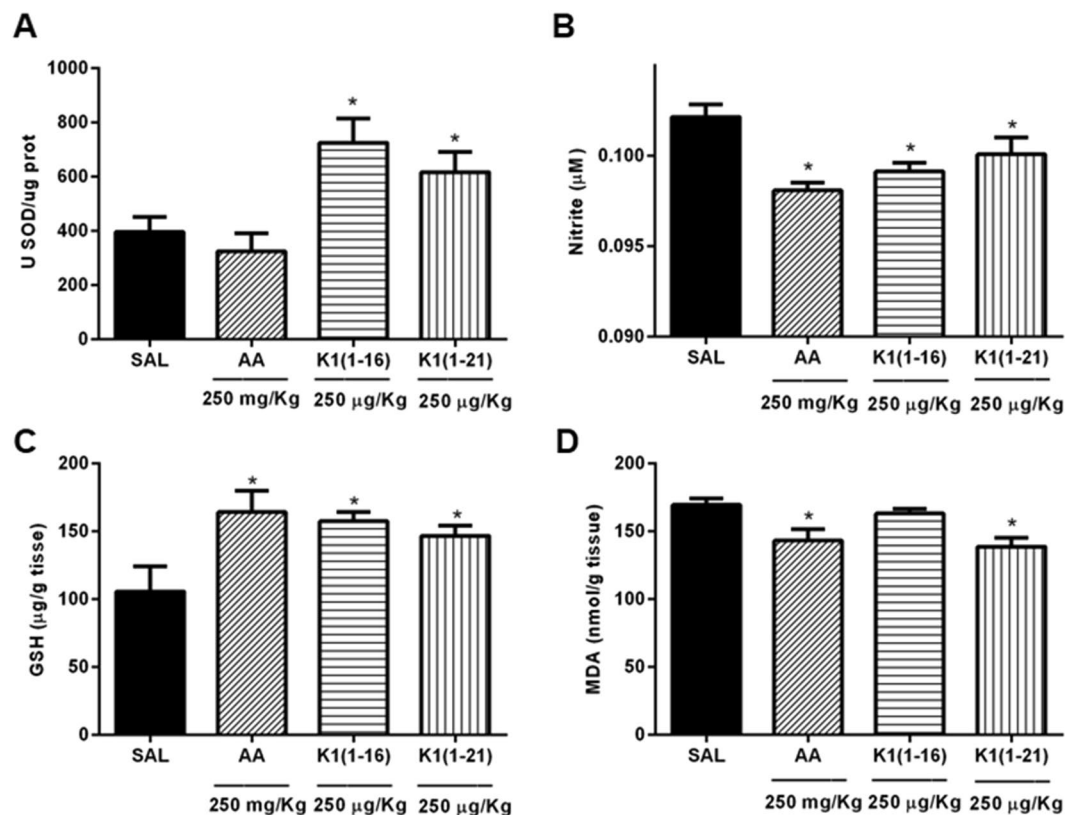 A
U SOD/ug prot
1000
800
600
400
200
0
* *
SAL AA K1(1-16) K1(1-21)
250 mg/Kg 250 μg/Kg 250 μg/Kg
B
Nitrite (μM)
0.100
0.095
0.090
* * *
SAL AA K1(1-16) K1(1-21)
250 mg/Kg 250 μg/Kg 250 μg/Kg
C
GSH (μg/g tisse)
200
150
100
50
0
* * *
SAL AA K1(1-16) K1(1-21)
250 mg/Kg 250 μg/Kg 250 μg/Kg
D
MDA (nmol/g tissue)
200
150
100
50
0
* *
SAL AA K1(1-16) K1(1-21)
250 mg/Kg 250 μg/Kg 250 μg/Kg